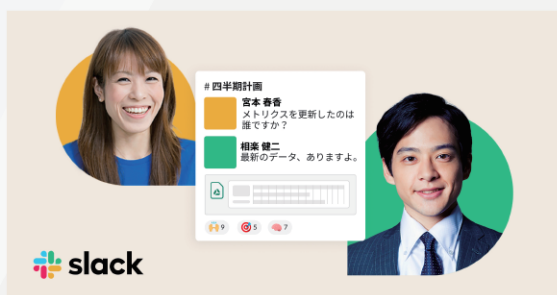 # 四半期計画
宮本 春香
メトリクスを更新したのは
誰ですか？
相楽 健二
最新のデータ、ありますよ。
9 5 7
slack